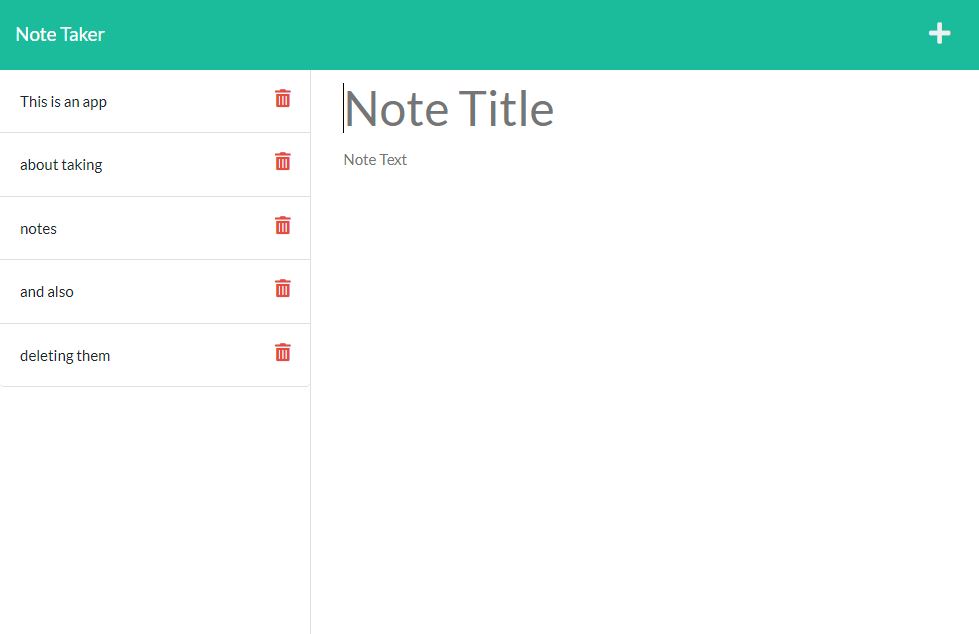 Note Taker
This is an app
about taking
notes
and also
deleting them
Note Title
Note Text